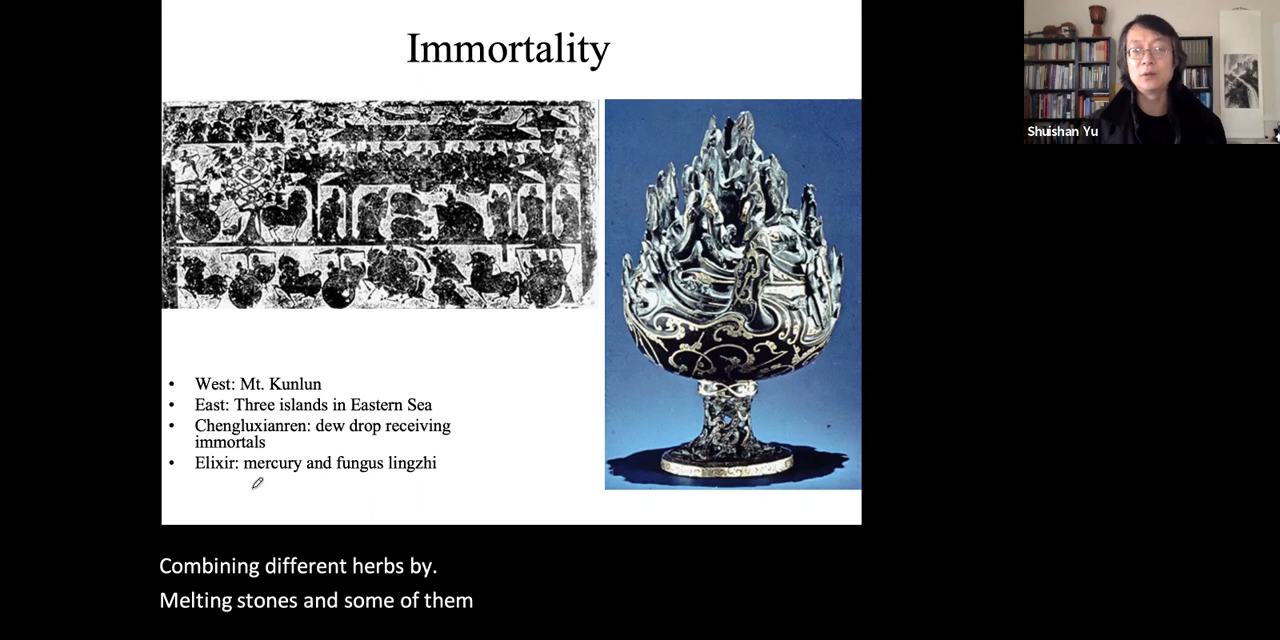 Immortality
Shuishan Yu
• West: Mt. Kunlun
• East: Three islands in Eastern Sea
• Chengluxianren: dew drop receiving
immortals
• Elixir: mercury and fungus lingzhi
Combining different herbs by.
Melting stones and some of them